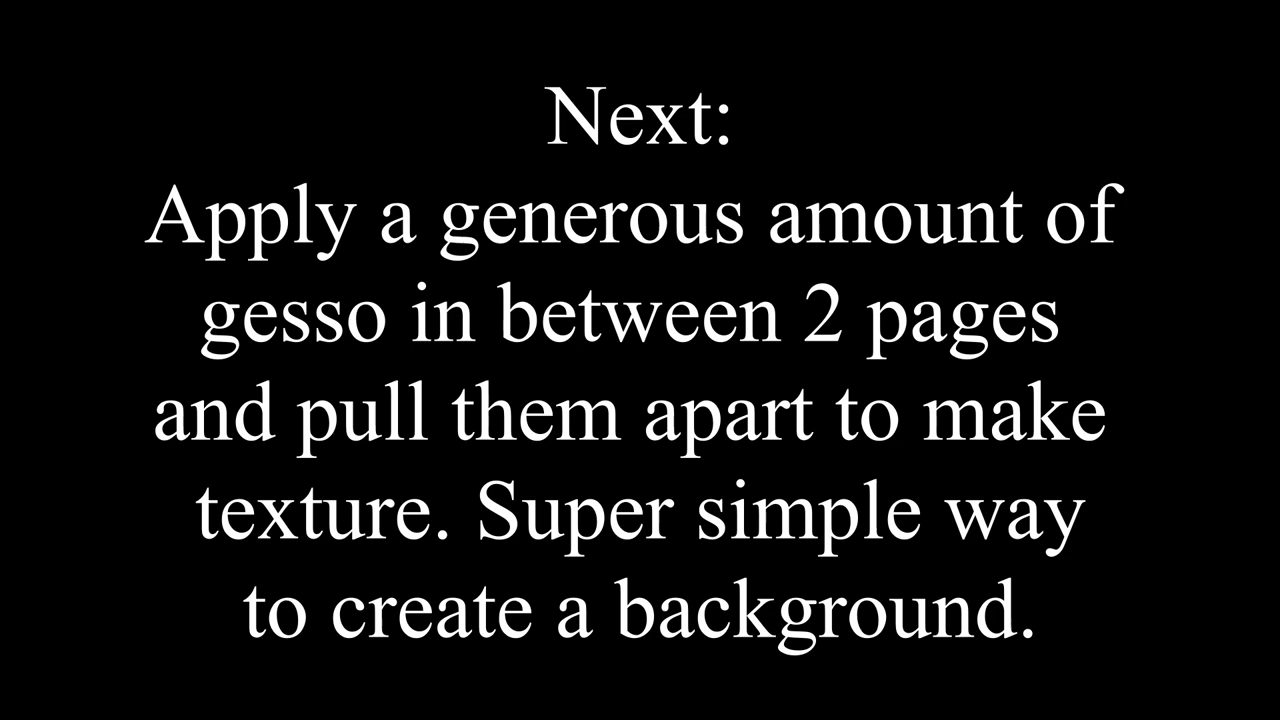 Next:
Apply a generous amount of
gesso in between 2 pages
and pull them apart to make
texture. Super simple way
to create a background.